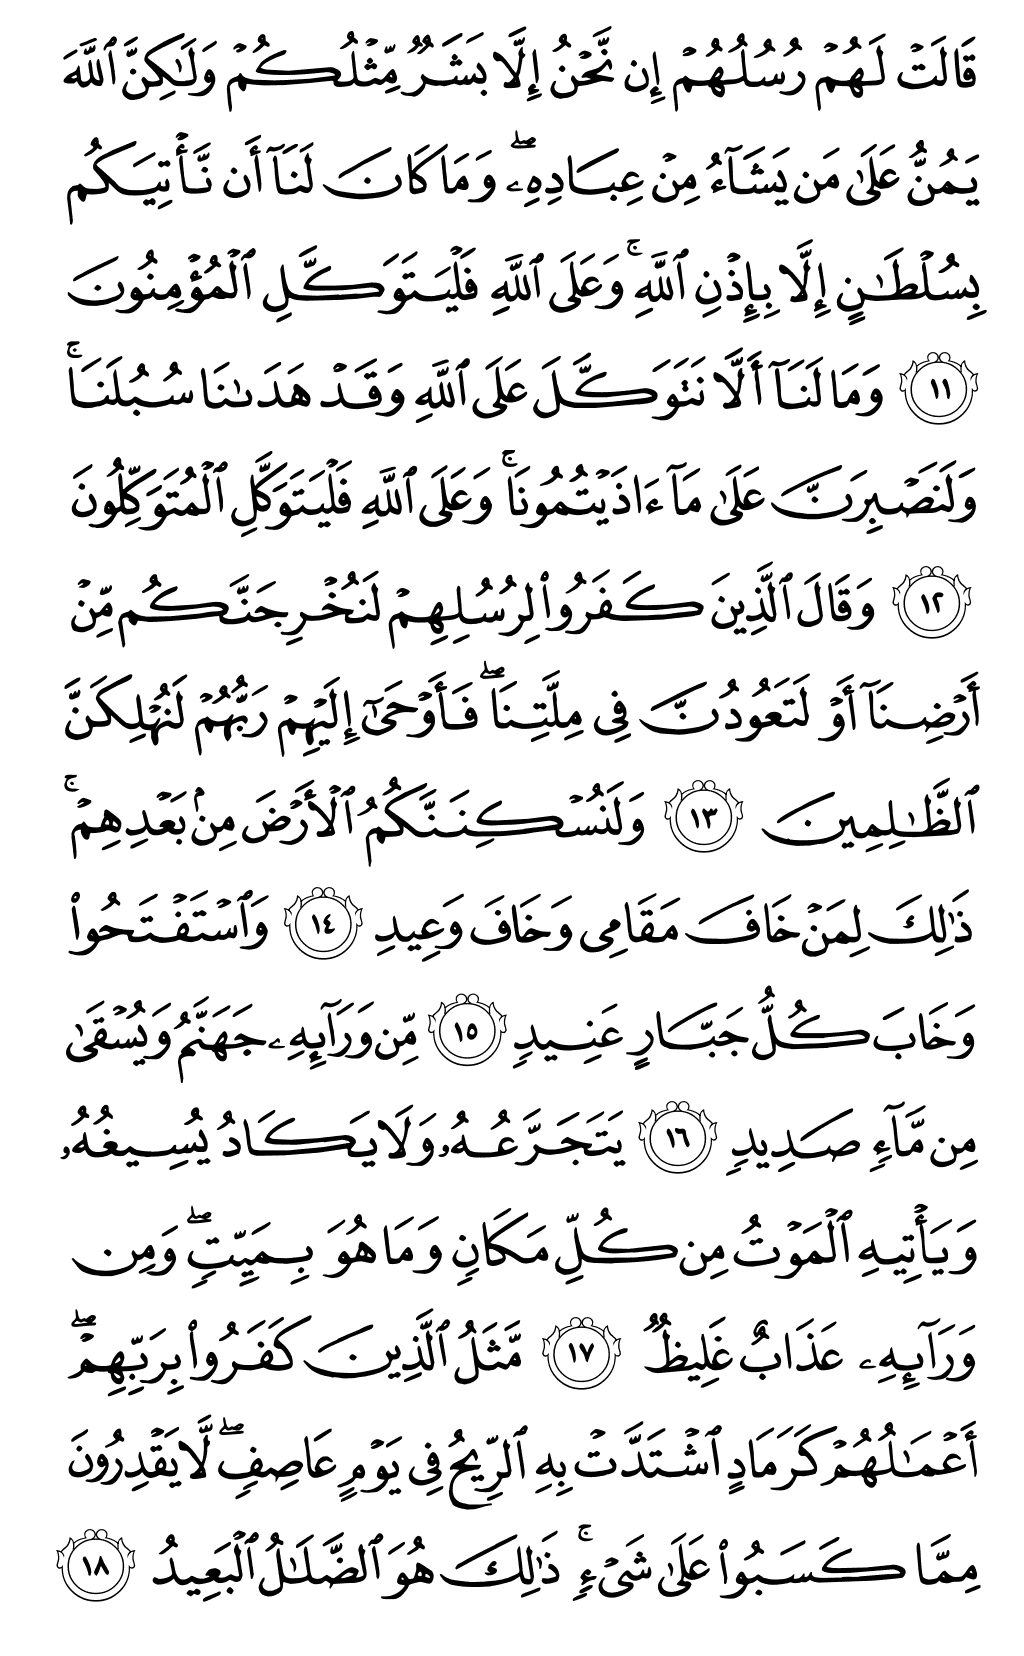 قَالَتۡ لَهُمۡ رُسُلُهُمۡ إِن نَّحۡنُ إِلَّا بَشَرٞ مِّثۡلُكُمۡ وَلَٰكِنَّ ٱللَّهَ
يَمُنُّ عَلَىٰ مَن يَشَآءُ مِنۡ عِبَادِهِۦۖ وَمَا كَانَ لَنَآ أَن نَّأۡتِيَكُم
بِسُلۡطَٰنٍ إِلَّا بِإِذۡنِ ٱللَّهِۚ وَعَلَى ٱللَّهِ فَلۡيَتَوَكَّلِ ٱلۡمُؤۡمِنُونَ
١١ وَمَا لَنَآ أَلَّا نَتَوَكَّلَ عَلَى ٱللَّهِ وَقَدۡ هَدَىٰنَا سُبُلَنَاۚ
وَلَنَصۡبِرَنَّ عَلَىٰ مَآ ءَاذَيۡتُمُونَاۚ وَعَلَى ٱللَّهِ فَلۡيَتَوَكَّلِ ٱلۡمُتَوَكِّلُونَ
١٢ وَقَالَ ٱلَّذِينَ كَفَرُواْ لِرُسُلِهِمۡ لَنُخۡرِجَنَّكُم مِّنۡ
أَرۡضِنَآ أَوۡ لَتَعُودُنَّ فِي مِلَّتِنَاۖ فَأَوۡحَىٰٓ إِلَيۡهِمۡ رَبُّهُمۡ لَنُهۡلِكَنَّ
ٱلظَّٰلِمِينَ ١٣ وَلَنُسۡكِنَنَّكُمُ ٱلۡأَرۡضَ مِنۢ بَعۡدِهِمۡۚ
ذَٰلِكَ لِمَنۡ خَافَ مَقَامِي وَخَافَ وَعِيدِ ١٤ وَٱسۡتَفۡتَحُواْ
وَخَابَ كُلُّ جَبَّارٍ عَنِيدٖ ١٥ مِّن وَرَآئِهِۦ جَهَنَّمُ وَيُسۡقَىٰ
مِن مَّآءٖ صَدِيدٖ ١٦ يَتَجَرَّعُهُۥ وَلَا يَكَادُ يُسِيغُهُۥ
وَيَأۡتِيهِ ٱلۡمَوۡتُ مِن كُلِّ مَكَانٖ وَمَا هُوَ بِمَيِّتٖۖ وَمِن
وَرَآئِهِۦ عَذَابٌ غَلِيظٞ ١٧ مَّثَلُ ٱلَّذِينَ كَفَرُواْ بِرَبِّهِمۡۖ
أَعۡمَٰلُهُمۡ كَرَمَادٍ ٱشۡتَدَّتۡ بِهِ ٱلرِّيحُ فِي يَوۡمٍ عَاصِفٖۖ لَّا يَقۡدِرُونَ
مِمَّا كَسَبُواْ عَلَىٰ شَيۡءٖۚ ذَٰلِكَ هُوَ ٱلضَّلَٰلُ ٱلۡبَعِيدُ ١٨